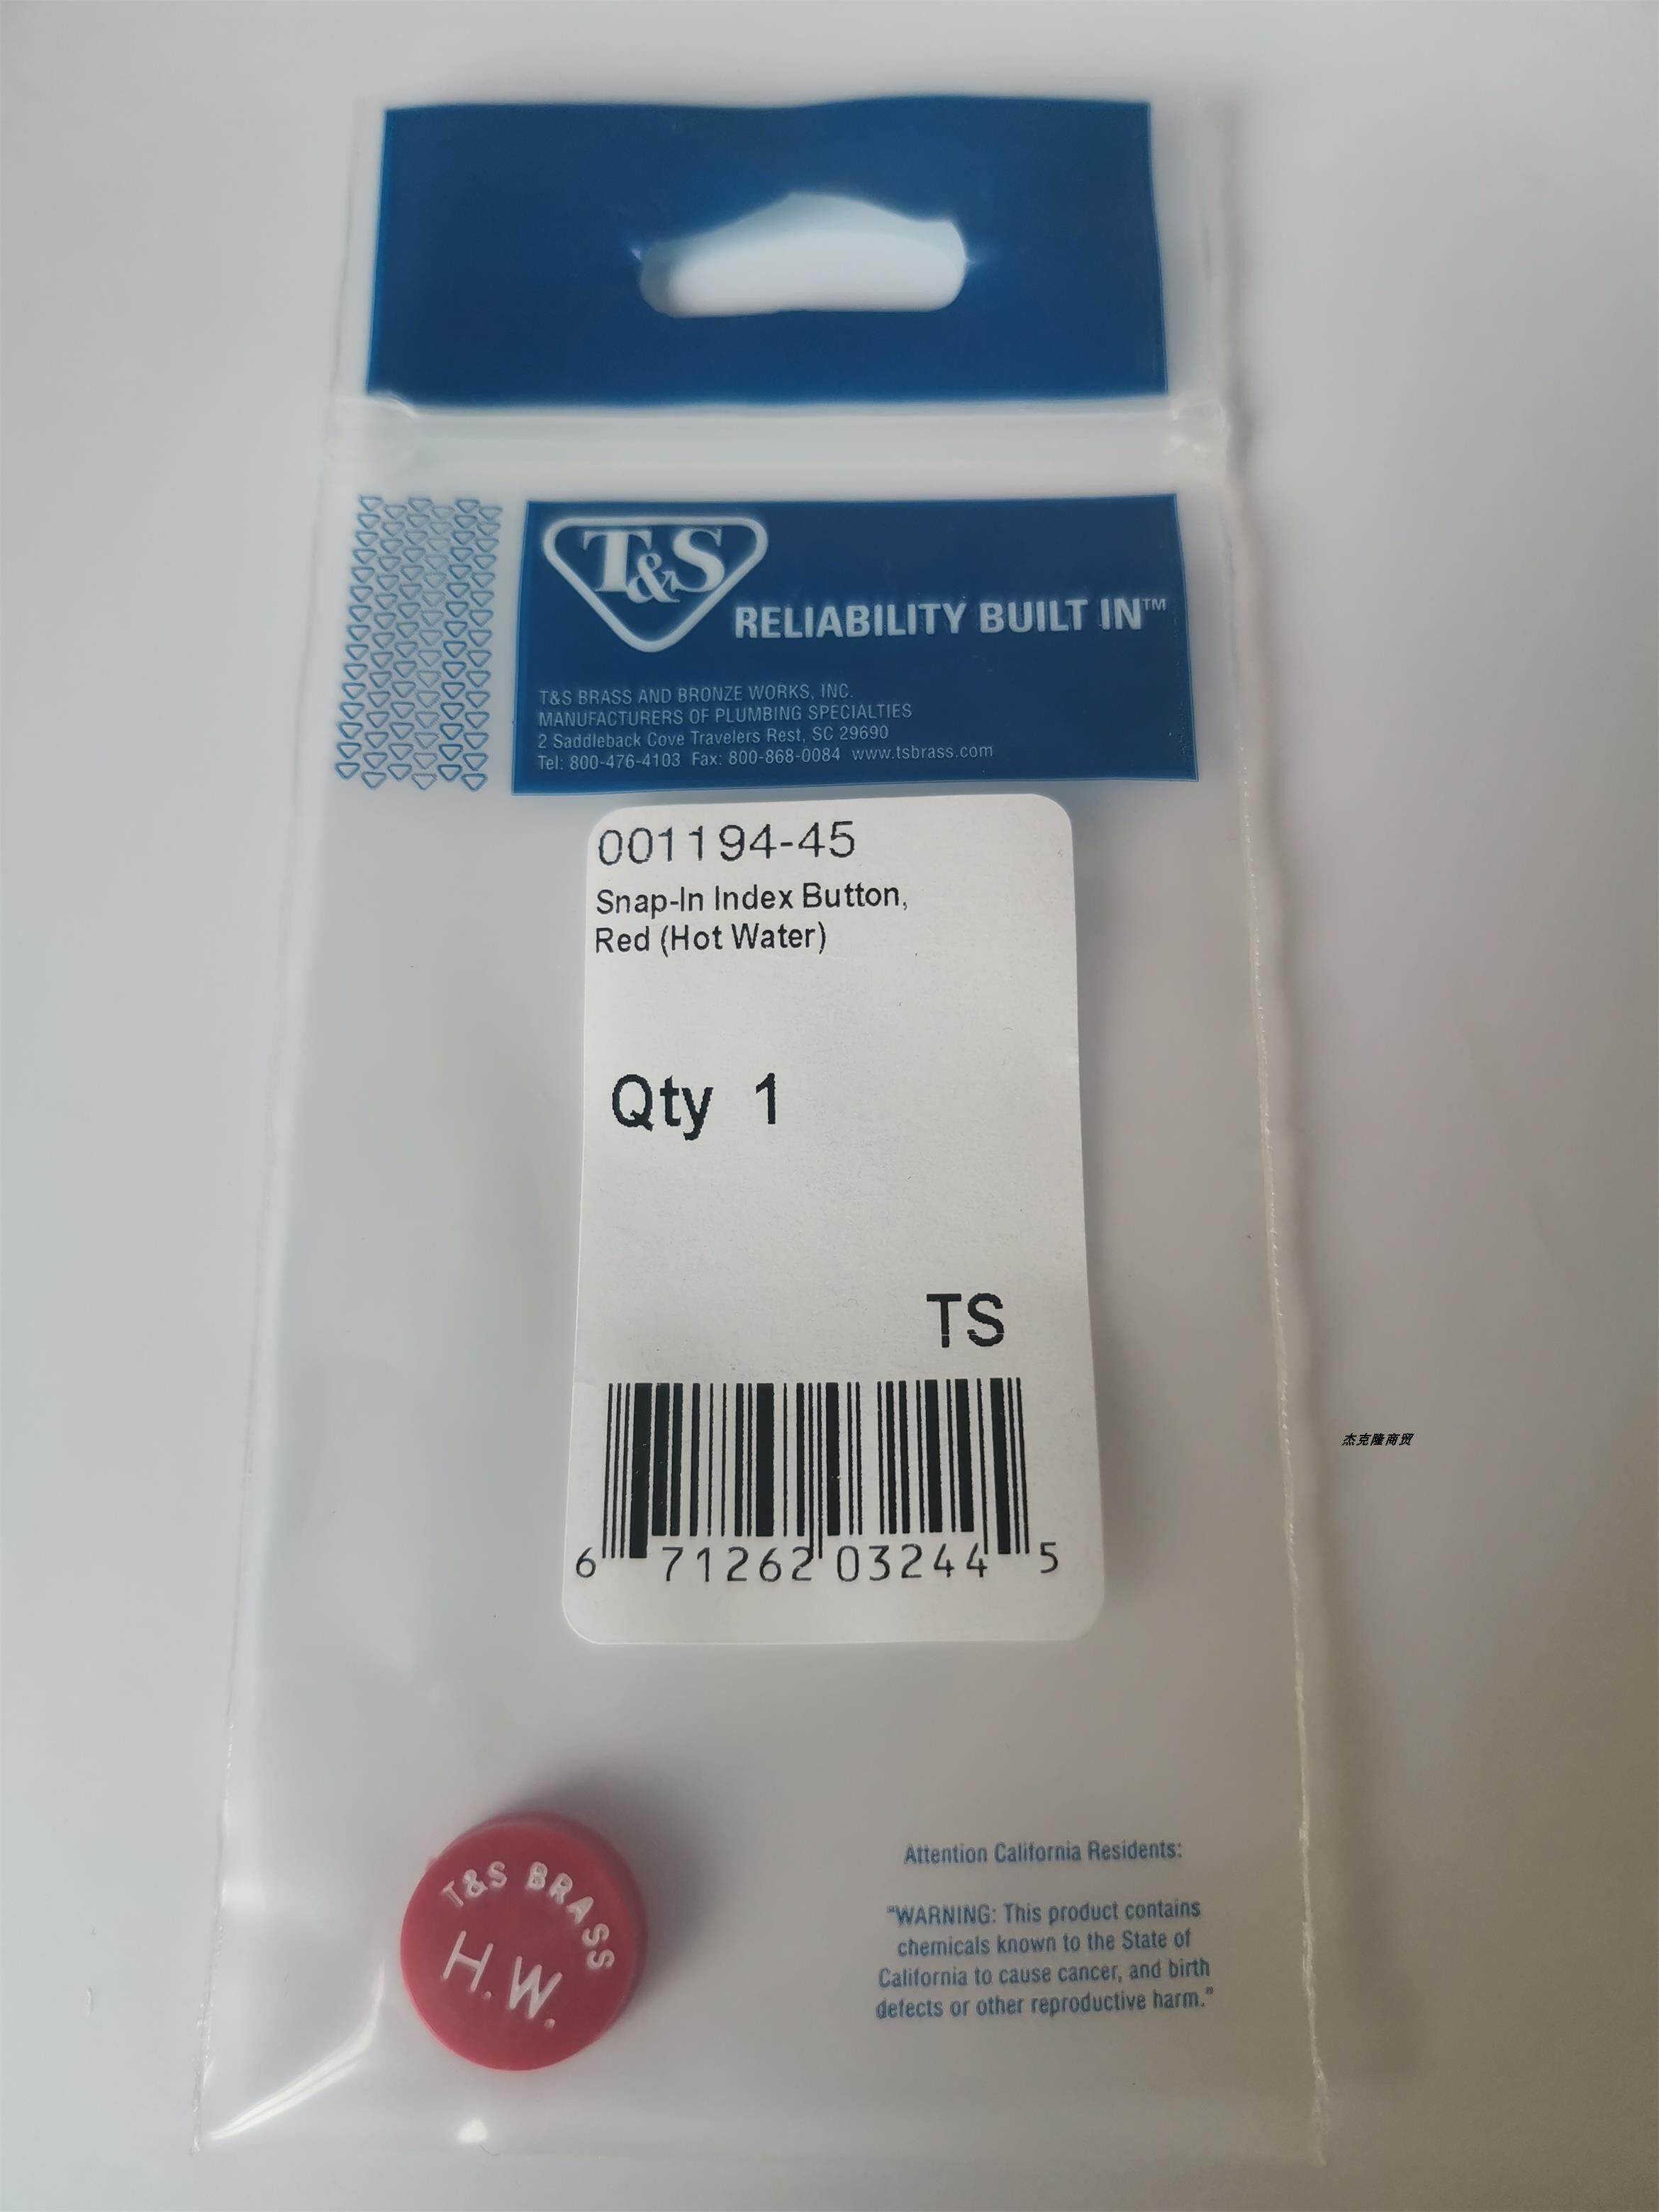 T&S
RELIABILITY BUILT IN™
T&S BRASS AND BRONZE WORKS, INC.
MANUFACTURERS OF PLUMBING SPECIALTIES
2 Saddleback Cove Travelers Rest, SC 29690
Tel: 800-476-4103 Fax: 800-868-0084 www.tsbrass.com
001194-45
Snap-In Index Button,
Red (Hot Water)
Qty 1
TS
6 71262 03244 5
杰克隆商贸
T&S BRASS
H.W.
Attention California Residents:
"WARNING: This product contains
chemicals known to the State of
California to cause cancer, and birth
defects or other reproductive harm."